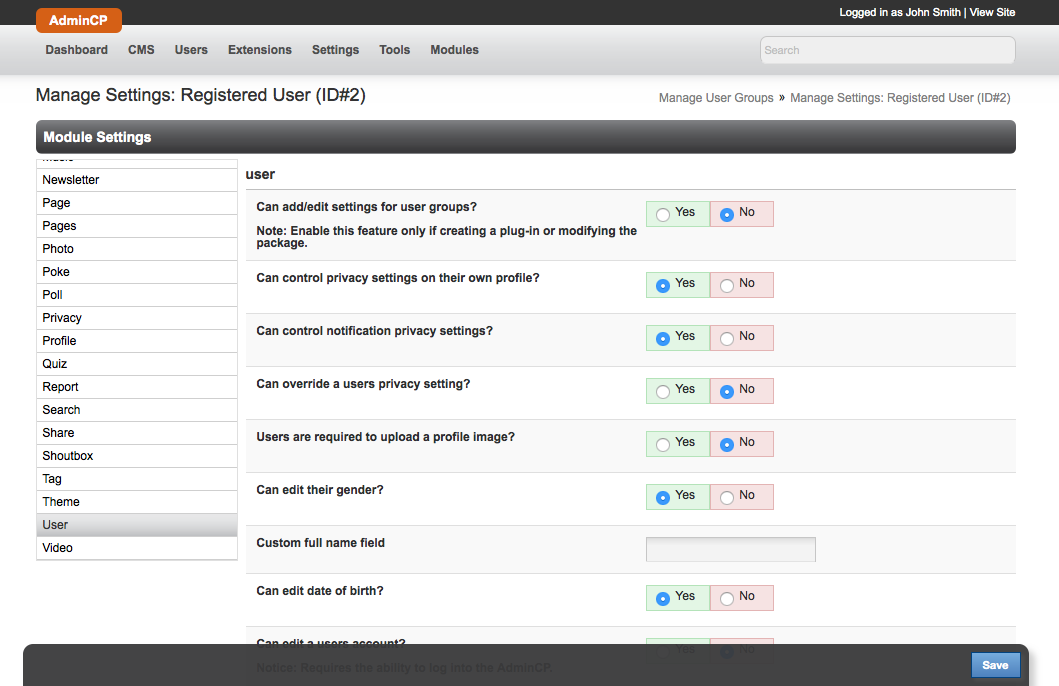 Logged in as John Smith | View Site
AdminCP
Dashboard CMS Users Extensions Settings Tools Modules
Search
Manage Settings: Registered User (ID#2)
Manage User Groups » Manage Settings: Registered User (ID#2)
Module Settings
Newsletter
Page
Pages
Photo
Poke
Poll
Privacy
Profile
Quiz
Report
Search
Share
Shoutbox
Tag
Theme
User
Video
user
Can add/edit settings for user groups?
Yes No
Note: Enable this feature only if creating a plug-in or modifying the
package.
Can control privacy settings on their own profile?
Yes No
Can control notification privacy settings?
Yes No
Can override a users privacy setting?
Yes No
Users are required to upload a profile image?
Yes No
Can edit their gender?
Yes No
Custom full name field
Can edit date of birth?
Yes No
Can edit a users account?
Yes No
Notice: Requires the ability to log into the AdminCP.
Save